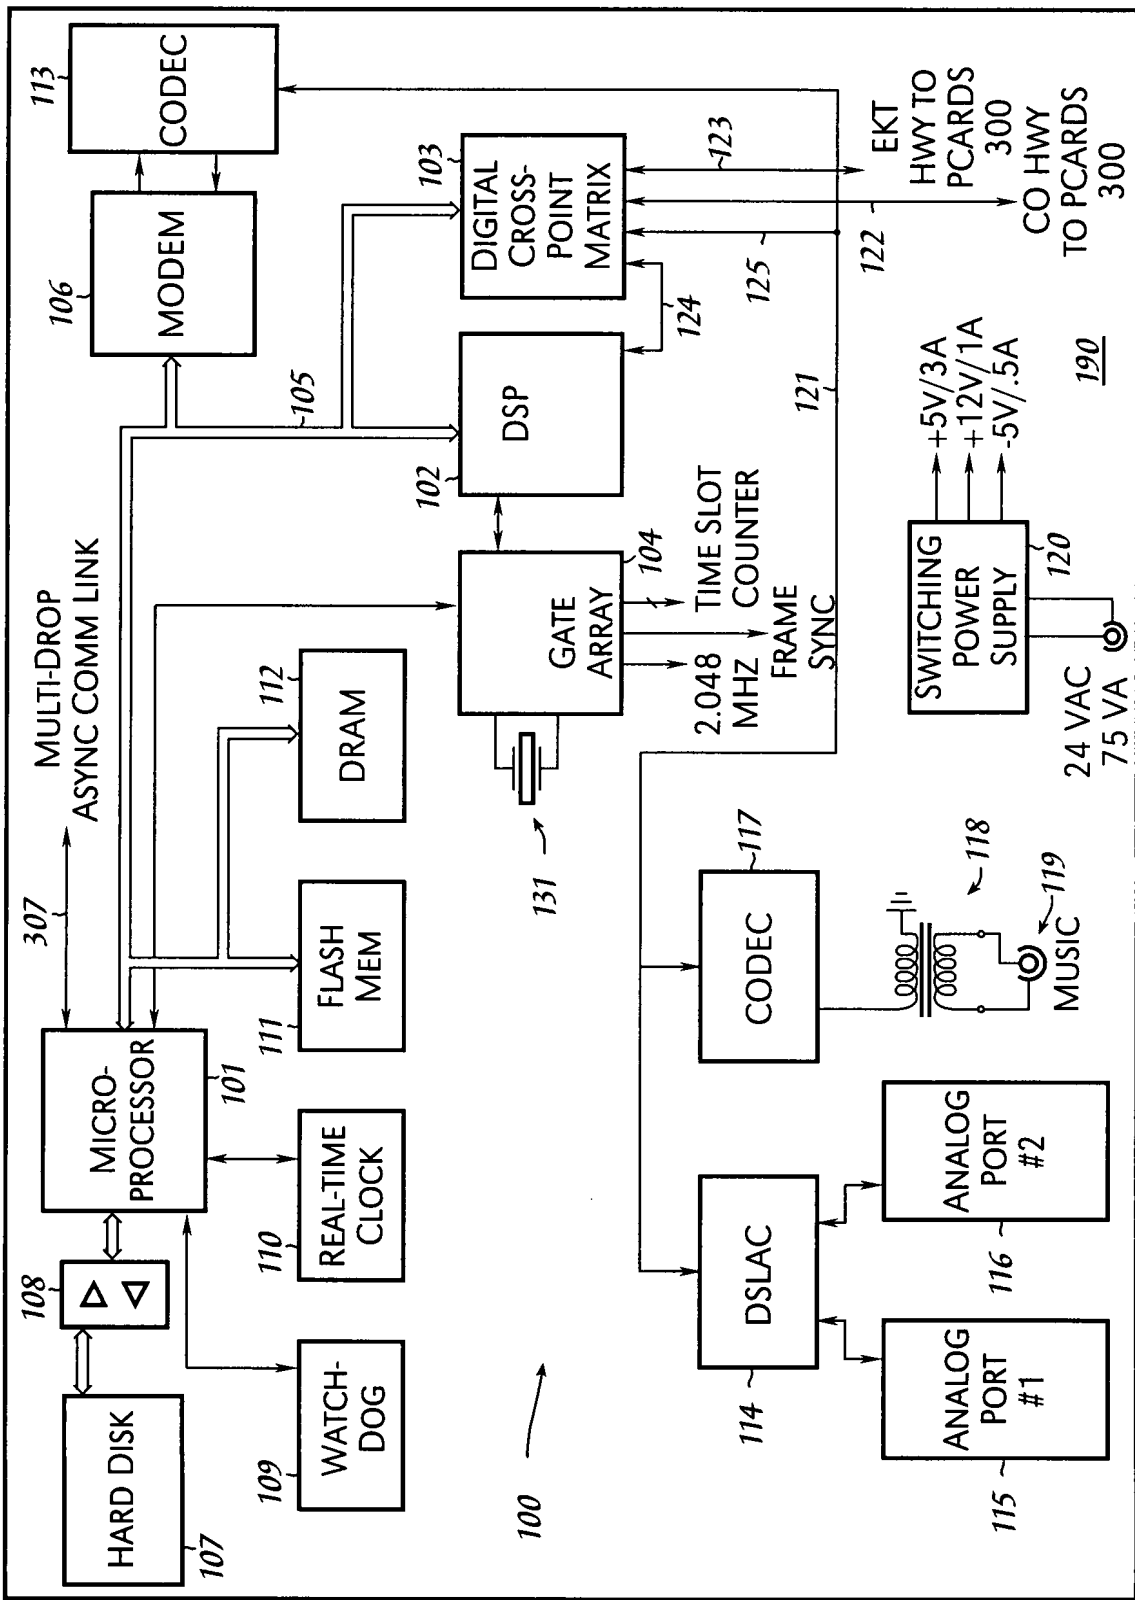 MULTI-DROP
ASYNC COMM LINK
307
HARD DISK
107
108
MICRO-
PROCESSOR
101
105
MODEM
106
CODEC
113
WATCH-
DOG
109
REAL-TIME
CLOCK
110
FLASH
MEM
111
DRAM
112
131
GATE
ARRAY
104
DSP
102
DIGITAL
CROSS-
POINT
MATRIX
103
124
125
122
123
2.048
MHZ
FRAME
SYNC
TIME SLOT
COUNTER
121
EKT
HWY TO
PCARDS
300
CO HWY
TO PCARDS
300
100
DSLAC
114
CODEC
117
ANALOG
PORT
#1
115
ANALOG
PORT
#2
116
118
119
MUSIC
SWITCHING
POWER
SUPPLY
120
+5V/3A
+12V/1A
-5V/.5A
24 VAC
75 VA
190